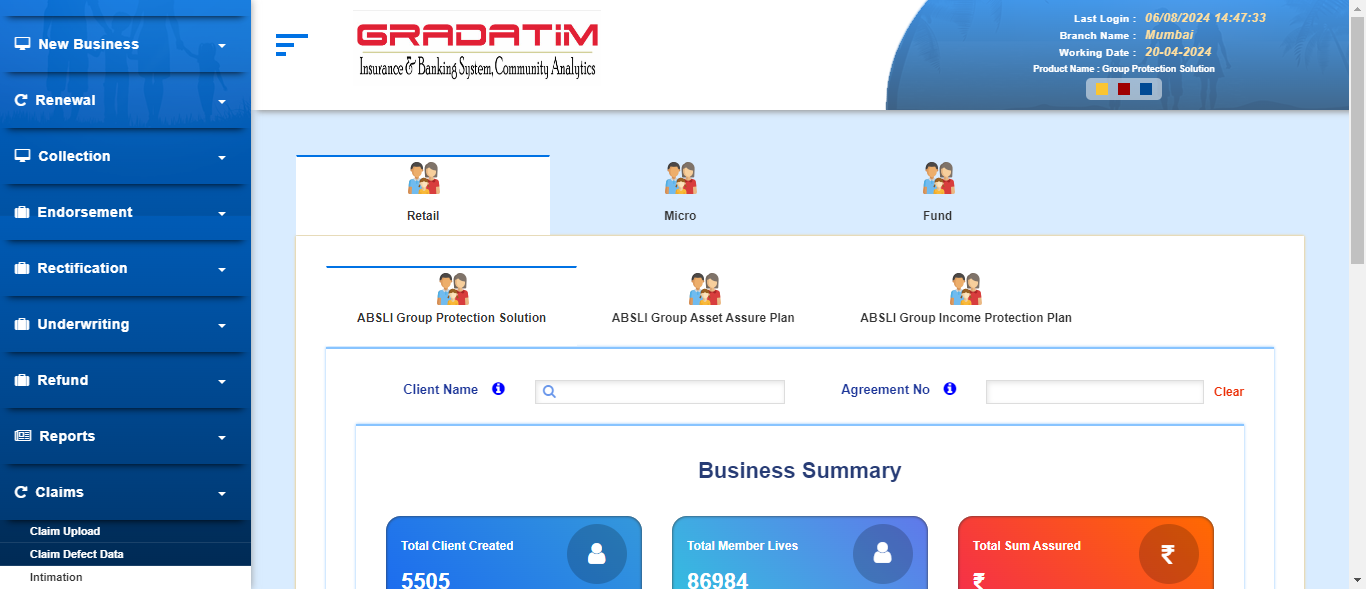 New Business
Renewal
Collection
Endorsement
Rectification
Underwriting
Refund
Reports
Claims
Claim Upload
Claim Defect Data
Intimation
GRADATiM
Insurance & Banking System, Community Analytics
Last Login : 06/08/2024 14:47:33
Branch Name : Mumbai
Working Date : 20-04-2024
Product Name : Group Protection Solution
Retail
Micro
Fund
ABSLI Group Protection Solution
ABSLI Group Asset Assure Plan
ABSLI Group Income Protection Plan
Client Name
Agreement No
Clear
Business Summary
Total Client Created
5505
Total Member Lives
86984
Total Sum Assured
₹
₹